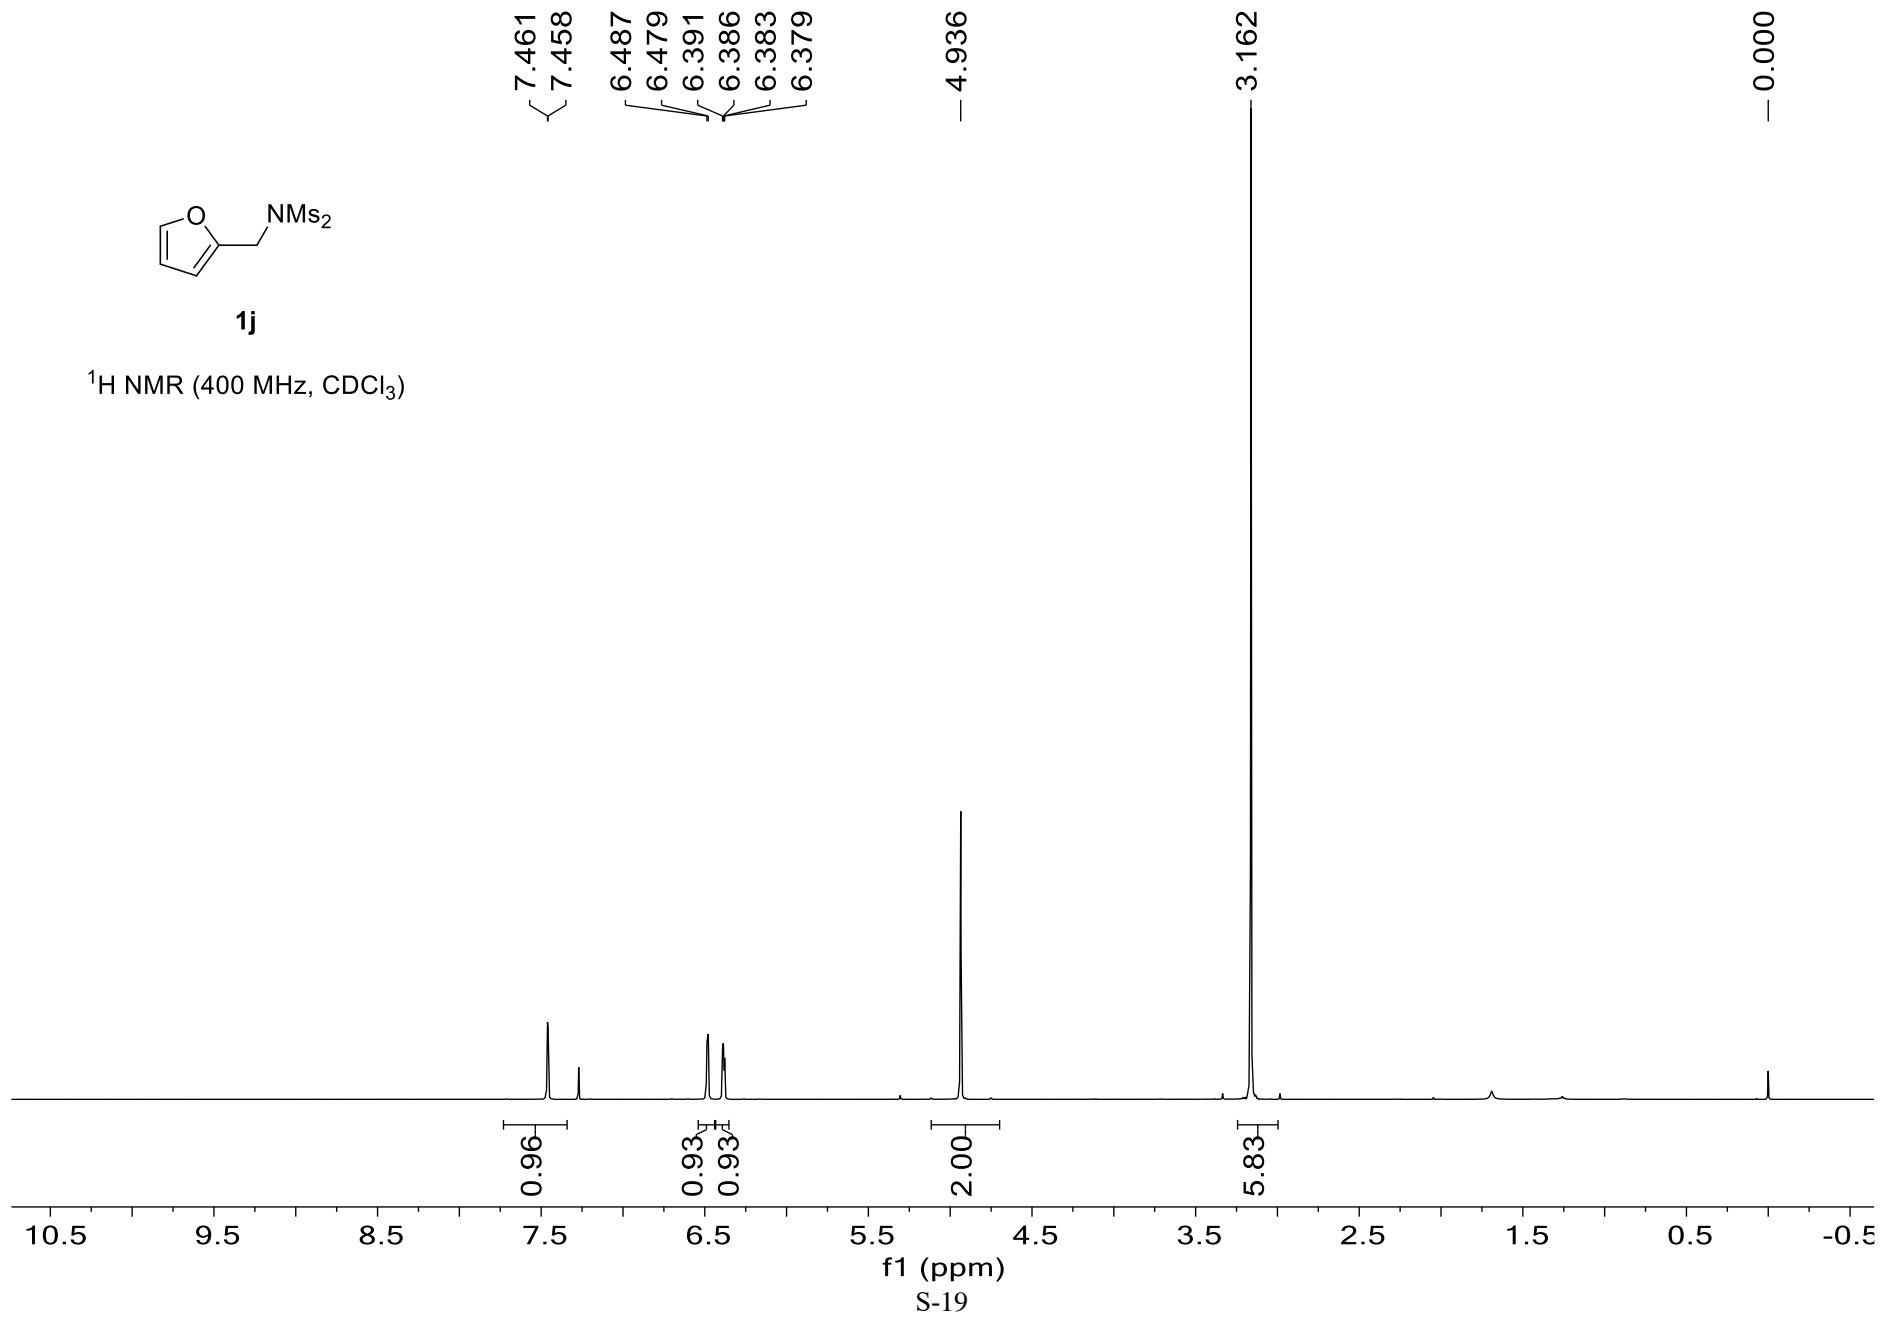 7.461
7.458
6.487
6.479
6.391
6.386
6.383
6.379
4.936
3.162
0.000
O
NMs₂
1j
¹H NMR (400 MHz, CDCl₃)
0.96
0.93
0.93
2.00
5.83
10.5 9.5 8.5 7.5 6.5 5.5 4.5 3.5 2.5 1.5 0.5 -0.5
f1 (ppm)
S-19